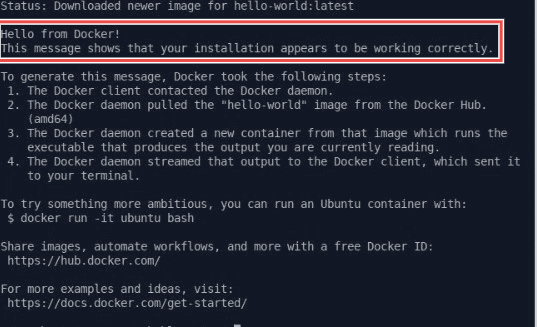 Status: Downloaded newer image for hello-world:latest
Hello from Docker!
This message shows that your installation appears to be working correctly.
To generate this message, Docker took the following steps:
1. The Docker client contacted the Docker daemon.
2. The Docker daemon pulled the "hello-world" image from the Docker Hub.
(amd64)
3. The Docker daemon created a new container from that image which runs the
executable that produces the output you are currently reading.
4. The Docker daemon streamed that output to the Docker client, which sent it
to your terminal.
To try something more ambitious, you can run an Ubuntu container with:
$ docker run -it ubuntu bash
Share images, automate workflows, and more with a free Docker ID:
https://hub.docker.com/
For more examples and ideas, visit:
https://docs.docker.com/get-started/